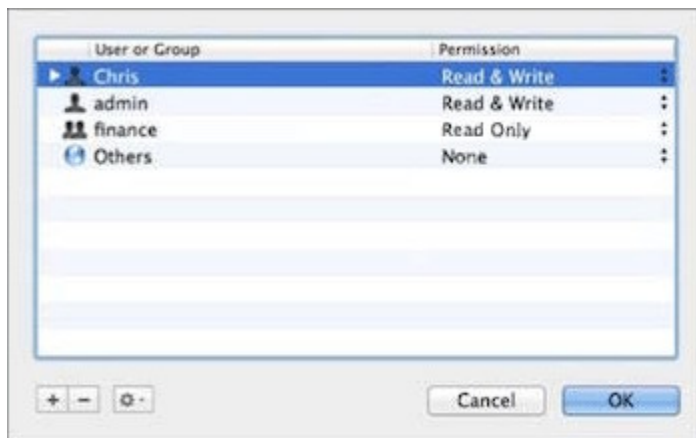 User or Group Permission
Chris Read & Write
admin Read & Write
finance Read Only
Others None
+ -
Cancel OK